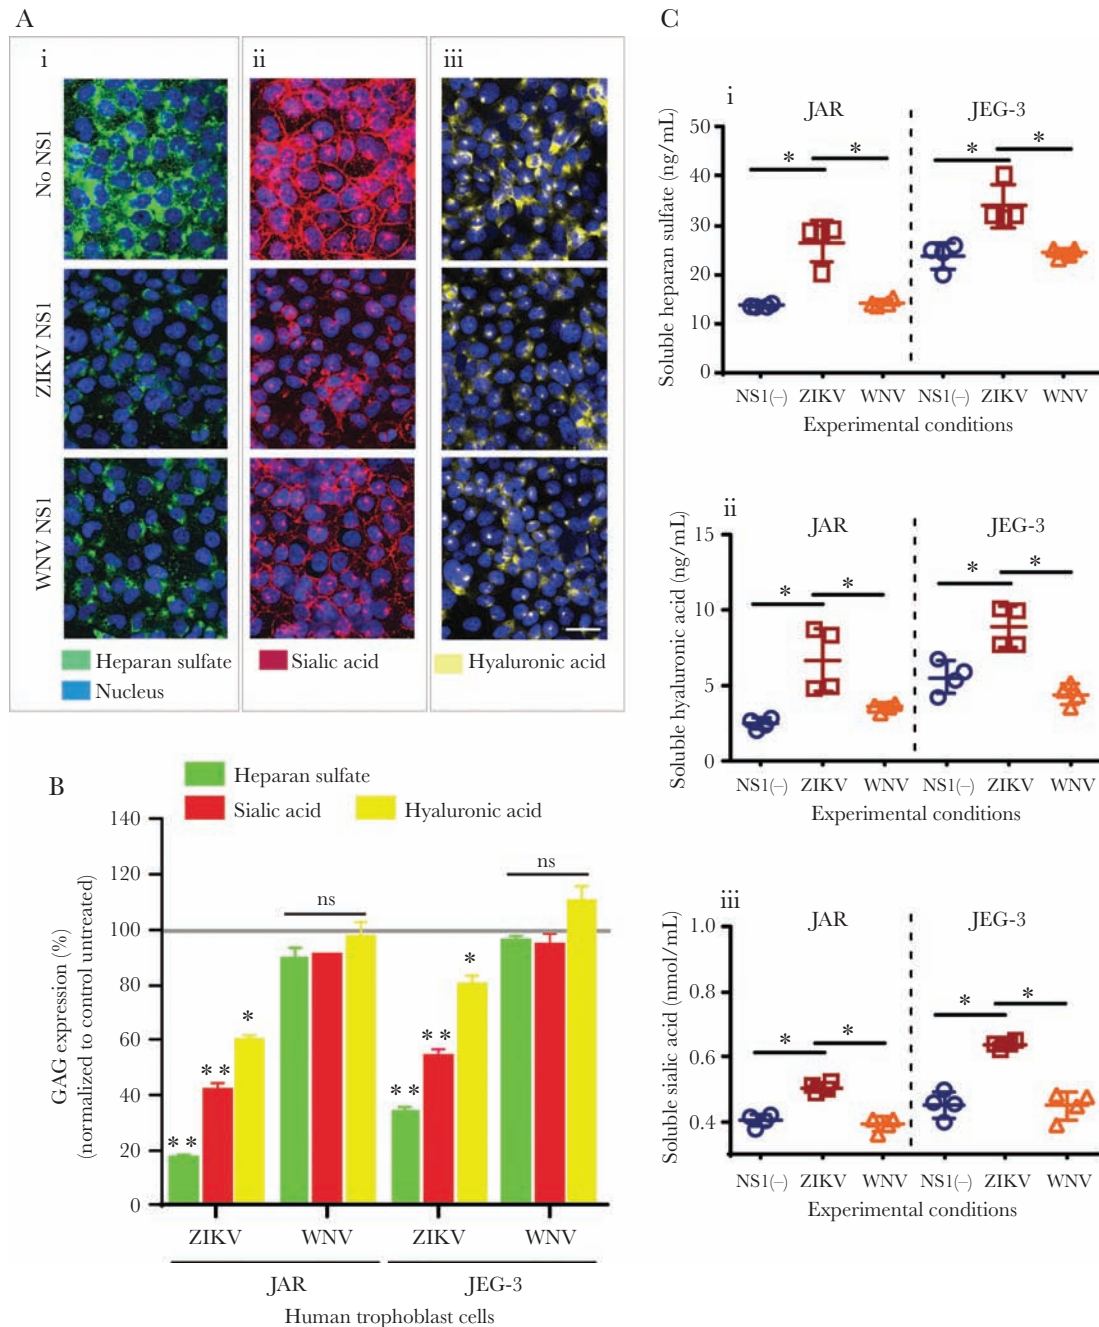 A
i
ii
iii
No NS1
ZIKV NS1
WNV NS1
Heparan sulfate
Nucleus
Sialic acid
Hyaluronic acid
B
Heparan sulfate
Sialic acid
Hyaluronic acid
GAG expression (%)
(normalized to control untreated)
140
120
100
80
60
40
20
0
**
**
*
ns
**
**
*
ns
ZIKV
WNV
ZIKV
WNV
JAR
JEG-3
Human trophoblast cells
C
i
JAR
JEG-3
Soluble heparan sulfate (ng/mL)
50
40
30
20
10
0
*
*
*
*
NS1(–)
ZIKV
WNV
NS1(–)
ZIKV
WNV
Experimental conditions
ii
JAR
JEG-3
Soluble hyaluronic acid (ng/mL)
15
10
5
0
*
*
*
*
NS1(–)
ZIKV
WNV
NS1(–)
ZIKV
WNV
Experimental conditions
iii
JAR
JEG-3
Soluble sialic acid (nmol/mL)
1.0
0.8
0.6
0.4
*
*
*
*
NS1(–)
ZIKV
WNV
NS1(–)
ZIKV
WNV
Experimental conditions